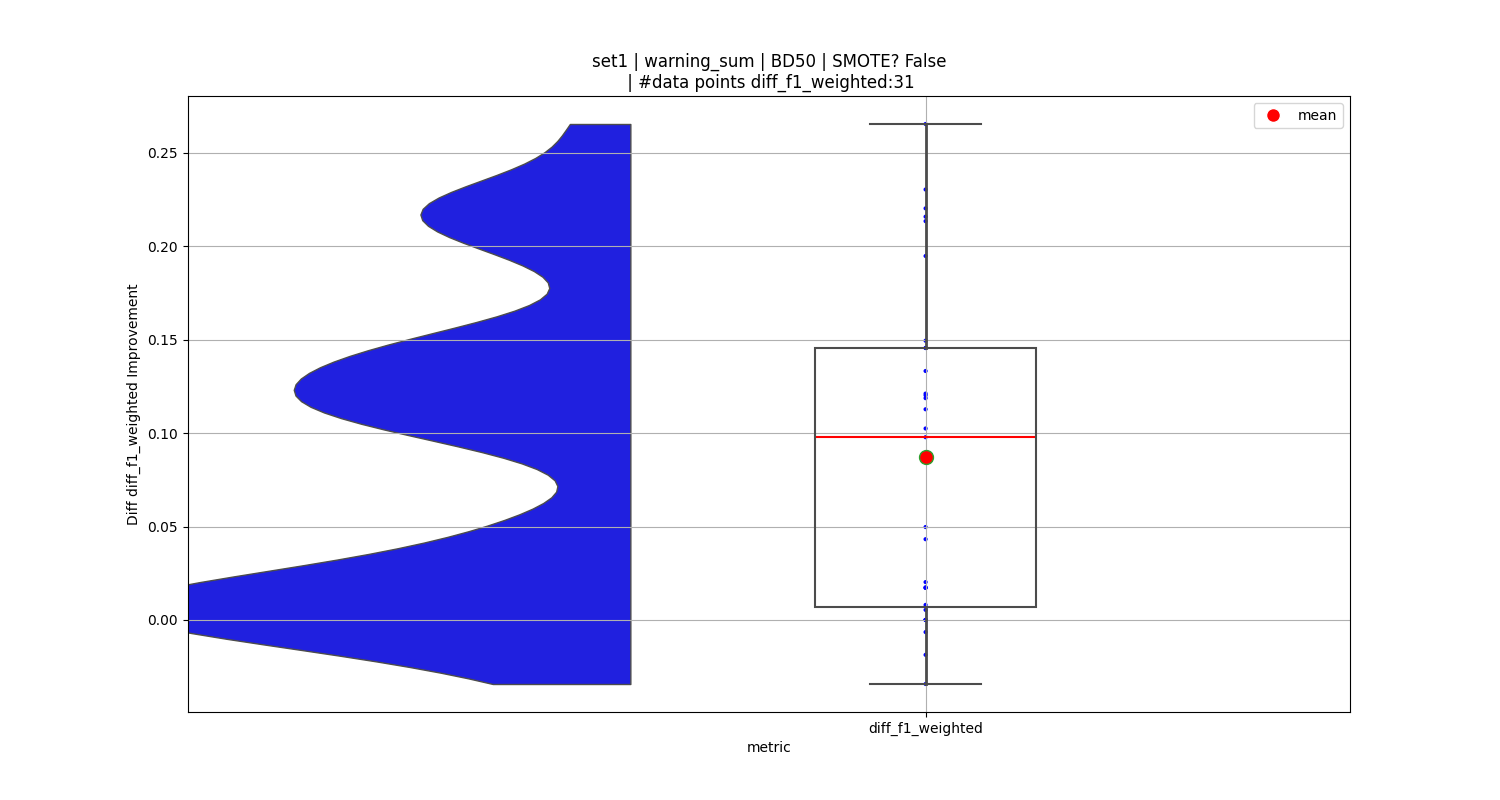 set1 | warning_sum | BD50 | SMOTE? False
| #data points diff_f1_weighted:31
mean
0.25
0.20
0.15
0.10
0.05
0.00
Diff diff_f1_weighted Improvement
diff_f1_weighted
metric